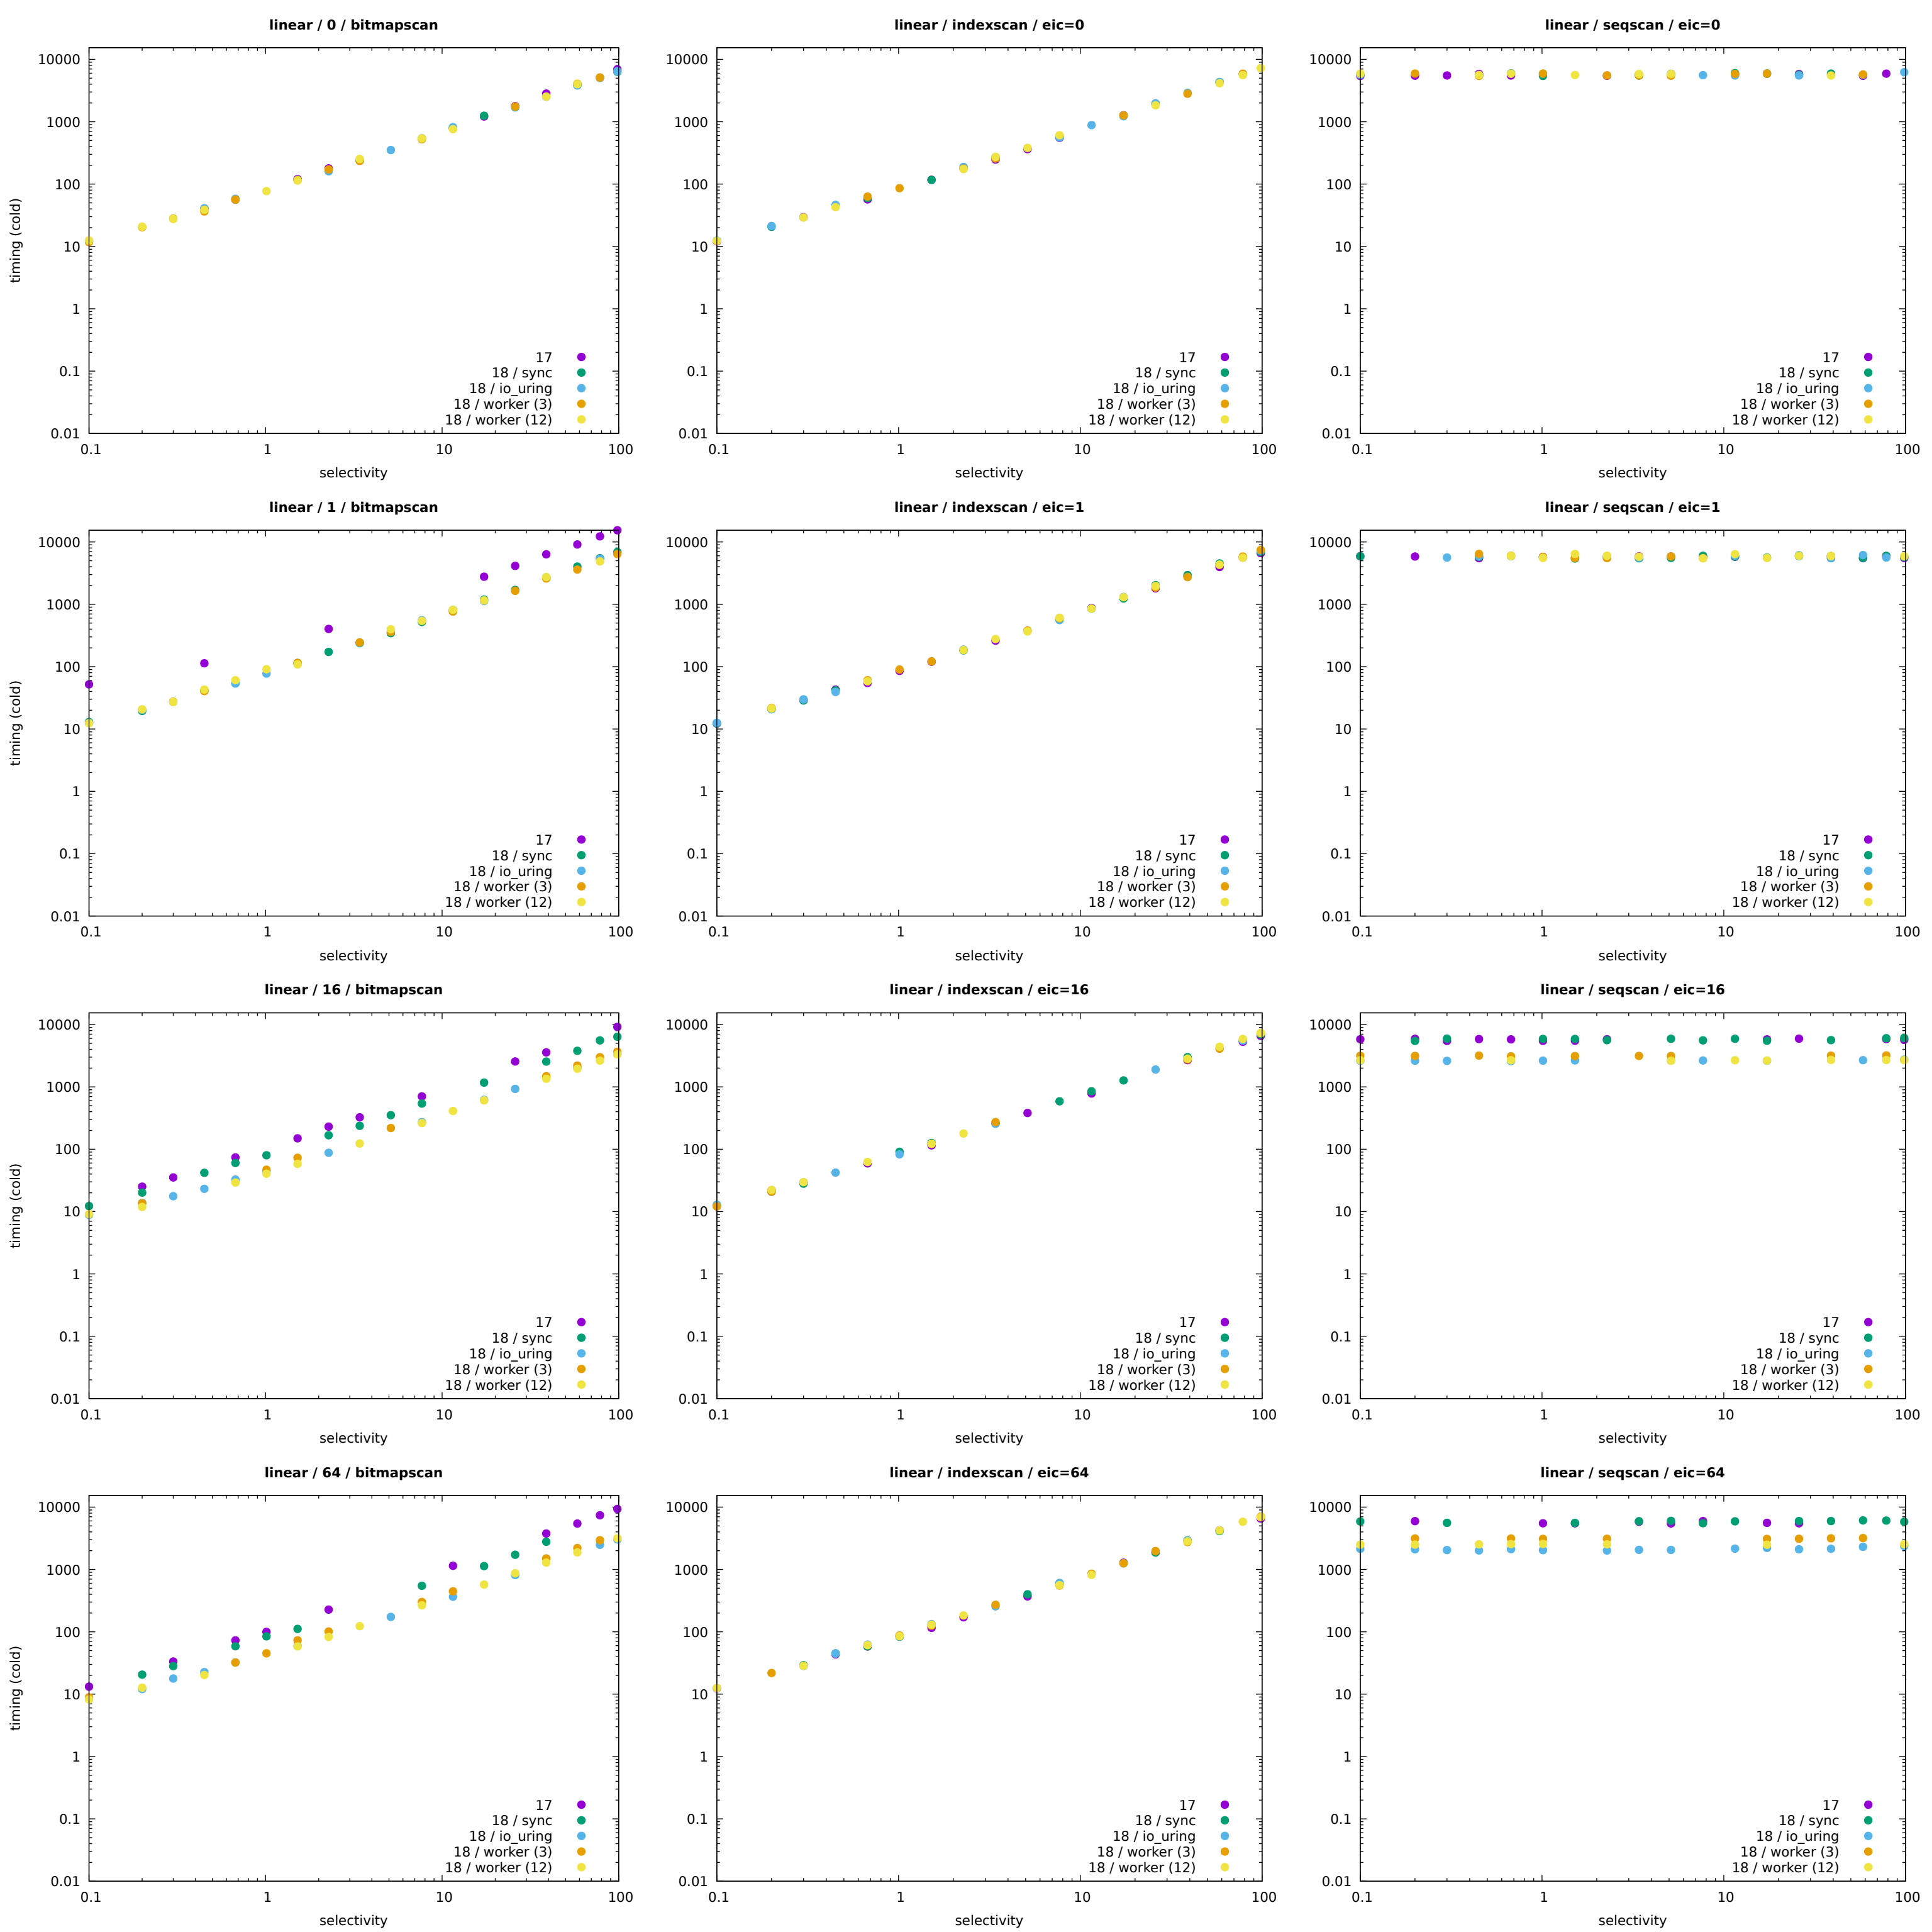 linear / 0 / bitmapscan
timing (cold)
10000
1000
100
10
1
0.1
0.01
17
18 / sync
18 / io_uring
18 / worker (3)
18 / worker (12)
0.1 1 10 100
selectivity
linear / indexscan / eic=0
10000
1000
100
10
1
0.1
0.01
17
18 / sync
18 / io_uring
18 / worker (3)
18 / worker (12)
0.1 1 10 100
selectivity
linear / seqscan / eic=0
10000
1000
100
10
1
0.1
0.01
17
18 / sync
18 / io_uring
18 / worker (3)
18 / worker (12)
0.1 1 10 100
selectivity
linear / 1 / bitmapscan
timing (cold)
10000
1000
100
10
1
0.1
0.01
17
18 / sync
18 / io_uring
18 / worker (3)
18 / worker (12)
0.1 1 10 100
selectivity
linear / indexscan / eic=1
10000
1000
100
10
1
0.1
0.01
17
18 / sync
18 / io_uring
18 / worker (3)
18 / worker (12)
0.1 1 10 100
selectivity
linear / seqscan / eic=1
10000
1000
100
10
1
0.1
0.01
17
18 / sync
18 / io_uring
18 / worker (3)
18 / worker (12)
0.1 1 10 100
selectivity
linear / 16 / bitmapscan
timing (cold)
10000
1000
100
10
1
0.1
0.01
17
18 / sync
18 / io_uring
18 / worker (3)
18 / worker (12)
0.1 1 10 100
selectivity
linear / indexscan / eic=16
10000
1000
100
10
1
0.1
0.01
17
18 / sync
18 / io_uring
18 / worker (3)
18 / worker (12)
0.1 1 10 100
selectivity
linear / seqscan / eic=16
10000
1000
100
10
1
0.1
0.01
17
18 / sync
18 / io_uring
18 / worker (3)
18 / worker (12)
0.1 1 10 100
selectivity
linear / 64 / bitmapscan
timing (cold)
10000
1000
100
10
1
0.1
0.01
17
18 / sync
18 / io_uring
18 / worker (3)
18 / worker (12)
0.1 1 10 100
selectivity
linear / indexscan / eic=64
10000
1000
100
10
1
0.1
0.01
17
18 / sync
18 / io_uring
18 / worker (3)
18 / worker (12)
0.1 1 10 100
selectivity
linear / seqscan / eic=64
10000
1000
100
10
1
0.1
0.01
17
18 / sync
18 / io_uring
18 / worker (3)
18 / worker (12)
0.1 1 10 100
selectivity